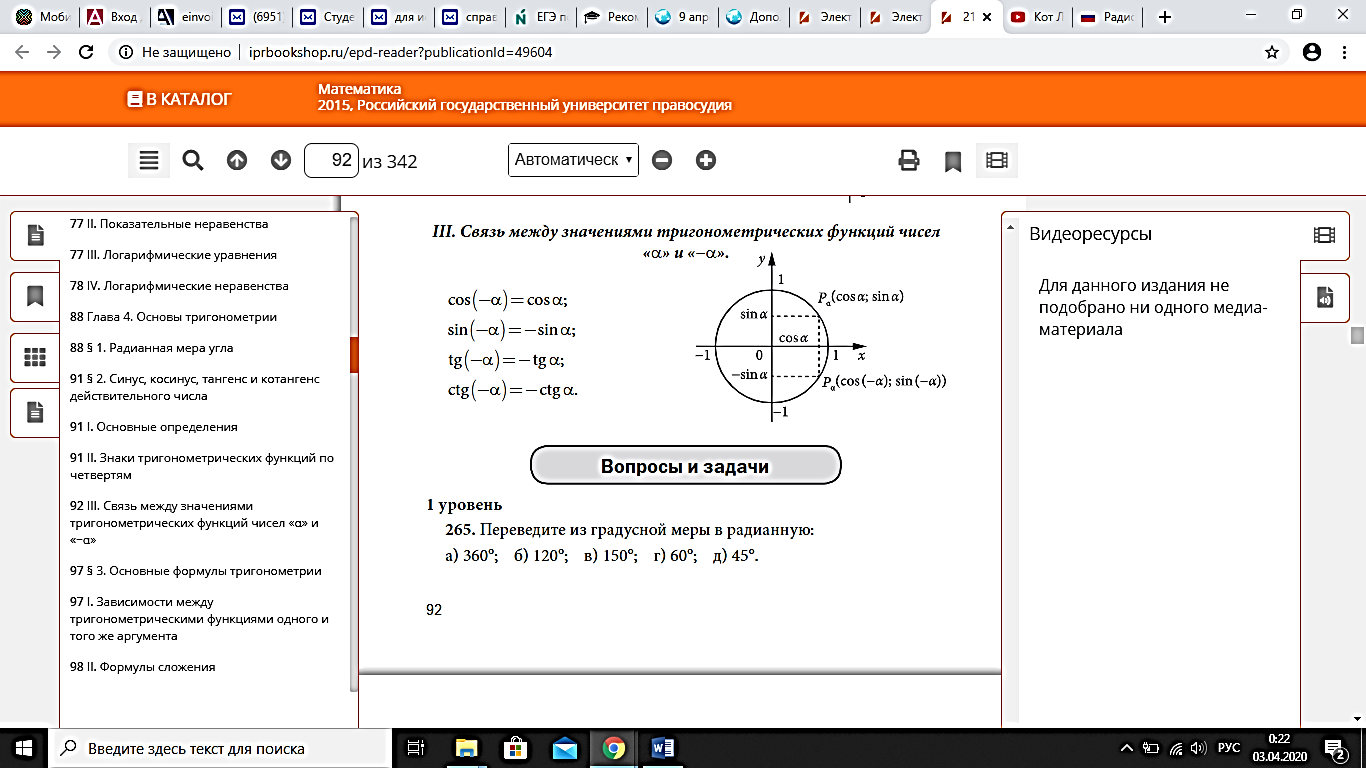 Моби
Вход
einvoi
(6951)
Студе
для и
справ
ЕГЭ п
Реком
9 апр
Допо
Элект
Элект
21
Кот Л
Радис
Не защищено | iprbookshop.ru/epd-reader?publicationId=49604
В КАТАЛОГ
Математика
2015, Российский государственный университет правосудия
92 из 342
Автоматическ
77 II. Показательные неравенства
77 III. Логарифмические уравнения
78 IV. Логарифмические неравенства
88 Глава 4. Основы тригонометрии
88 § 1. Радианная мера угла
91 § 2. Синус, косинус, тангенс и котангенс
действительного числа
91 I. Основные определения
91 II. Знаки тригонометрических функций по
четвертям
92 III. Связь между значениями
тригонометрических функций чисел «α» и
«−α»
97 § 3. Основные формулы тригонометрии
97 I. Зависимости между
тригонометрическими функциями одного и
того же аргумента
98 II. Формулы сложения
III. Связь между значениями тригонометрических функций чисел
«α» и «−α».
cos(−α) = cos α;
sin(−α) = −sin α;
tg(−α) = −tg α;
ctg(−α) = −ctg α.
y
1
Pα(cos α; sin α)
sin α
cos α
−1
0
1
x
−sin α
Pα(cos(−α); sin(−α))
−1
Вопросы и задачи
1 уровень
265. Переведите из градусной меры в радианную:
а) 360°; б) 120°; в) 150°; г) 60°; д) 45°.
92
Видеоресурсы
Для данного издания не
подобрано ни одного медиа-
материала
Введите здесь текст для поиска
РУС
0:22
03.04.2020
2